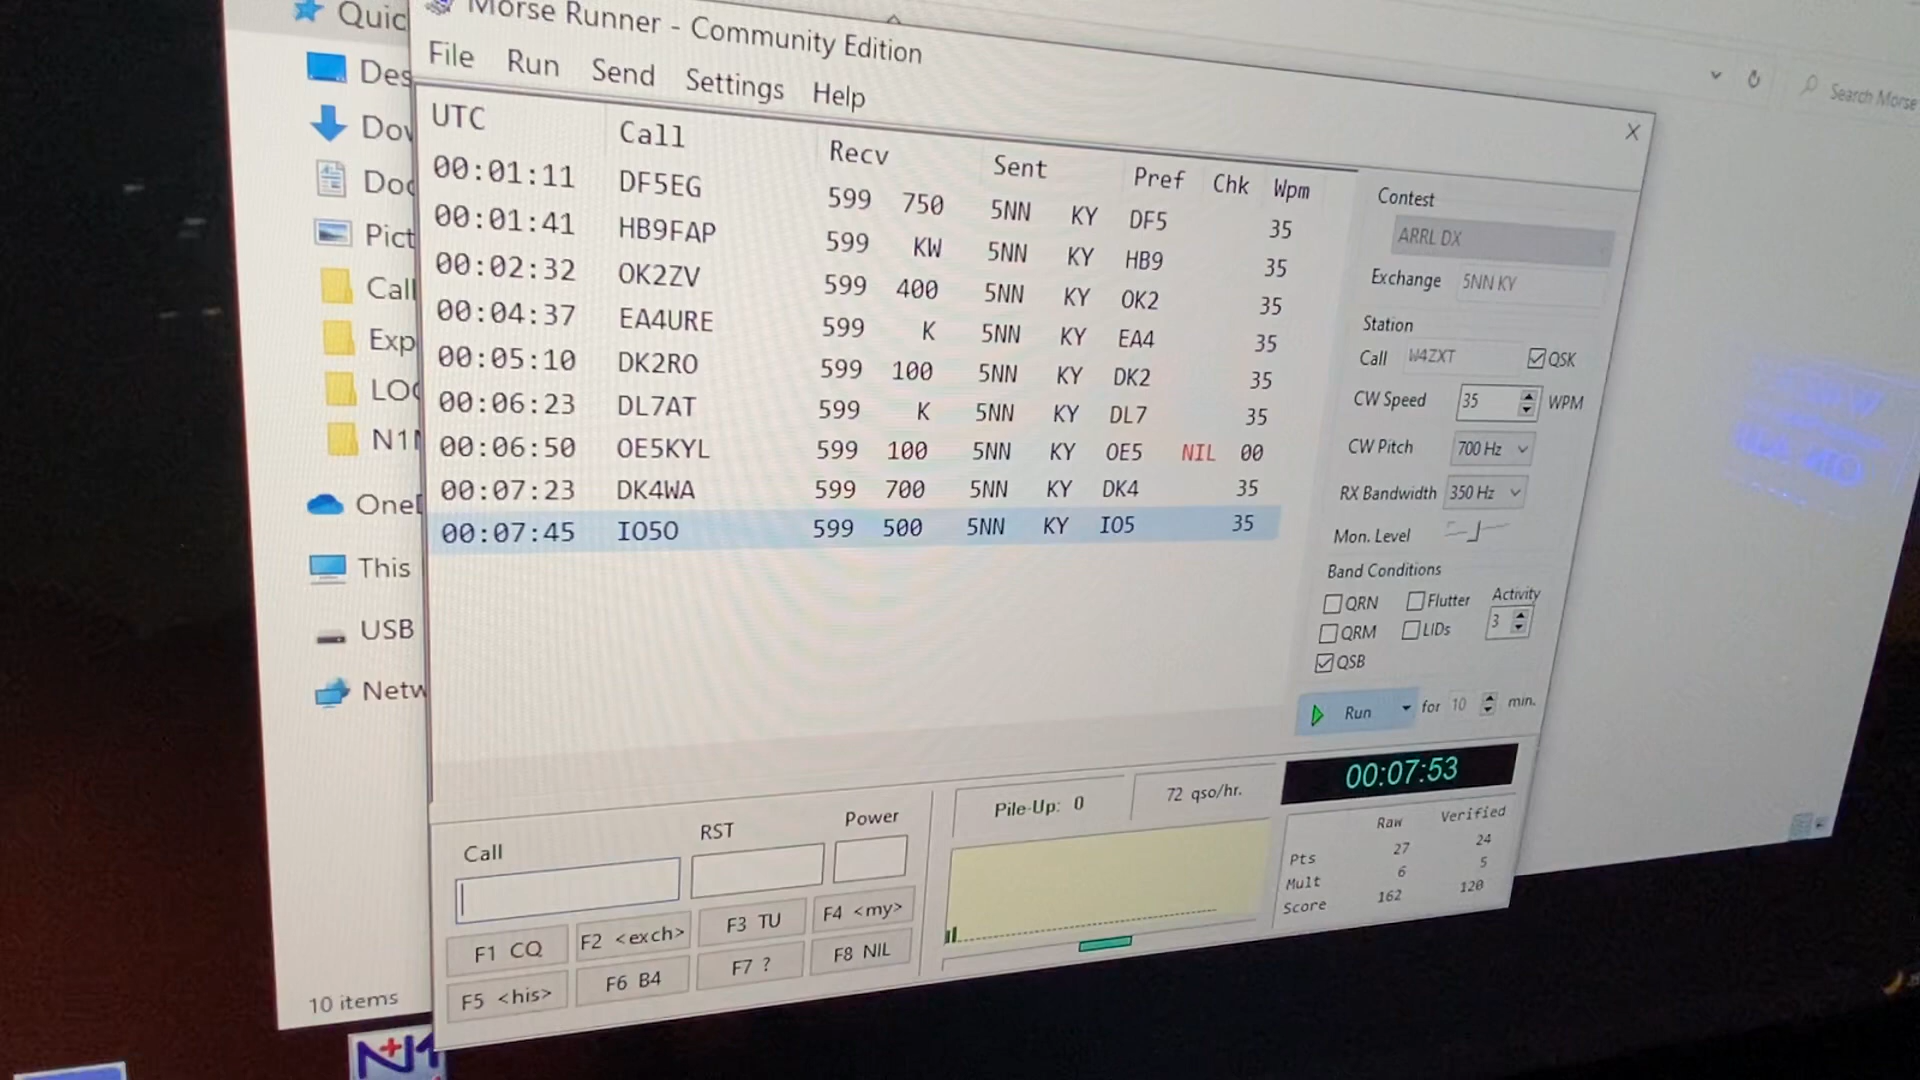 Morse Runner - Community Edition
File Run Send Settings Help
UTC Call Recv Sent Pref Chk Wpm
00:01:11 DF5EG 599 750 5NN KY DF5 35
00:01:41 HB9FAP 599 KW 5NN KY HB9 35
00:02:32 OK2ZV 599 400 5NN KY OK2 35
00:04:37 EA4URE 599 K 5NN KY EA4 35
00:05:10 DK2RO 599 100 5NN KY DK2 35
00:06:23 DL7AT 599 K 5NN KY DL7 35
00:06:50 OE5KYL 599 100 5NN KY OE5 NIL 00
00:07:23 DK4WA 599 700 5NN KY DK4 35
00:07:45 IO5O 599 500 5NN KY IO5 35
Quic
Des
Dov
Doc
Pict
Call
Exp
LOG
N1M
OneD
This
USB
Netw
10 items
Search Morse
Contest
ARRL DX
Exchange 5NN KY
Station
Call W4ZXT QSK
CW Speed 35 WPM
CW Pitch 700 Hz
RX Bandwidth 350 Hz
Mon. Level
Band Conditions
QRN Flutter Activity
QRM LIDs 3
QSB
Run for 10 min.
00:07:53
Raw Verified
Pts 27 24
Mult 6 5
Score 162 120
Pile-Up: 0
72 qso/hr.
Call RST Power
F1 CQ F2 <exch> F3 TU F4 <my>
F5 <his> F6 B4 F7 ? F8 NIL
N+1